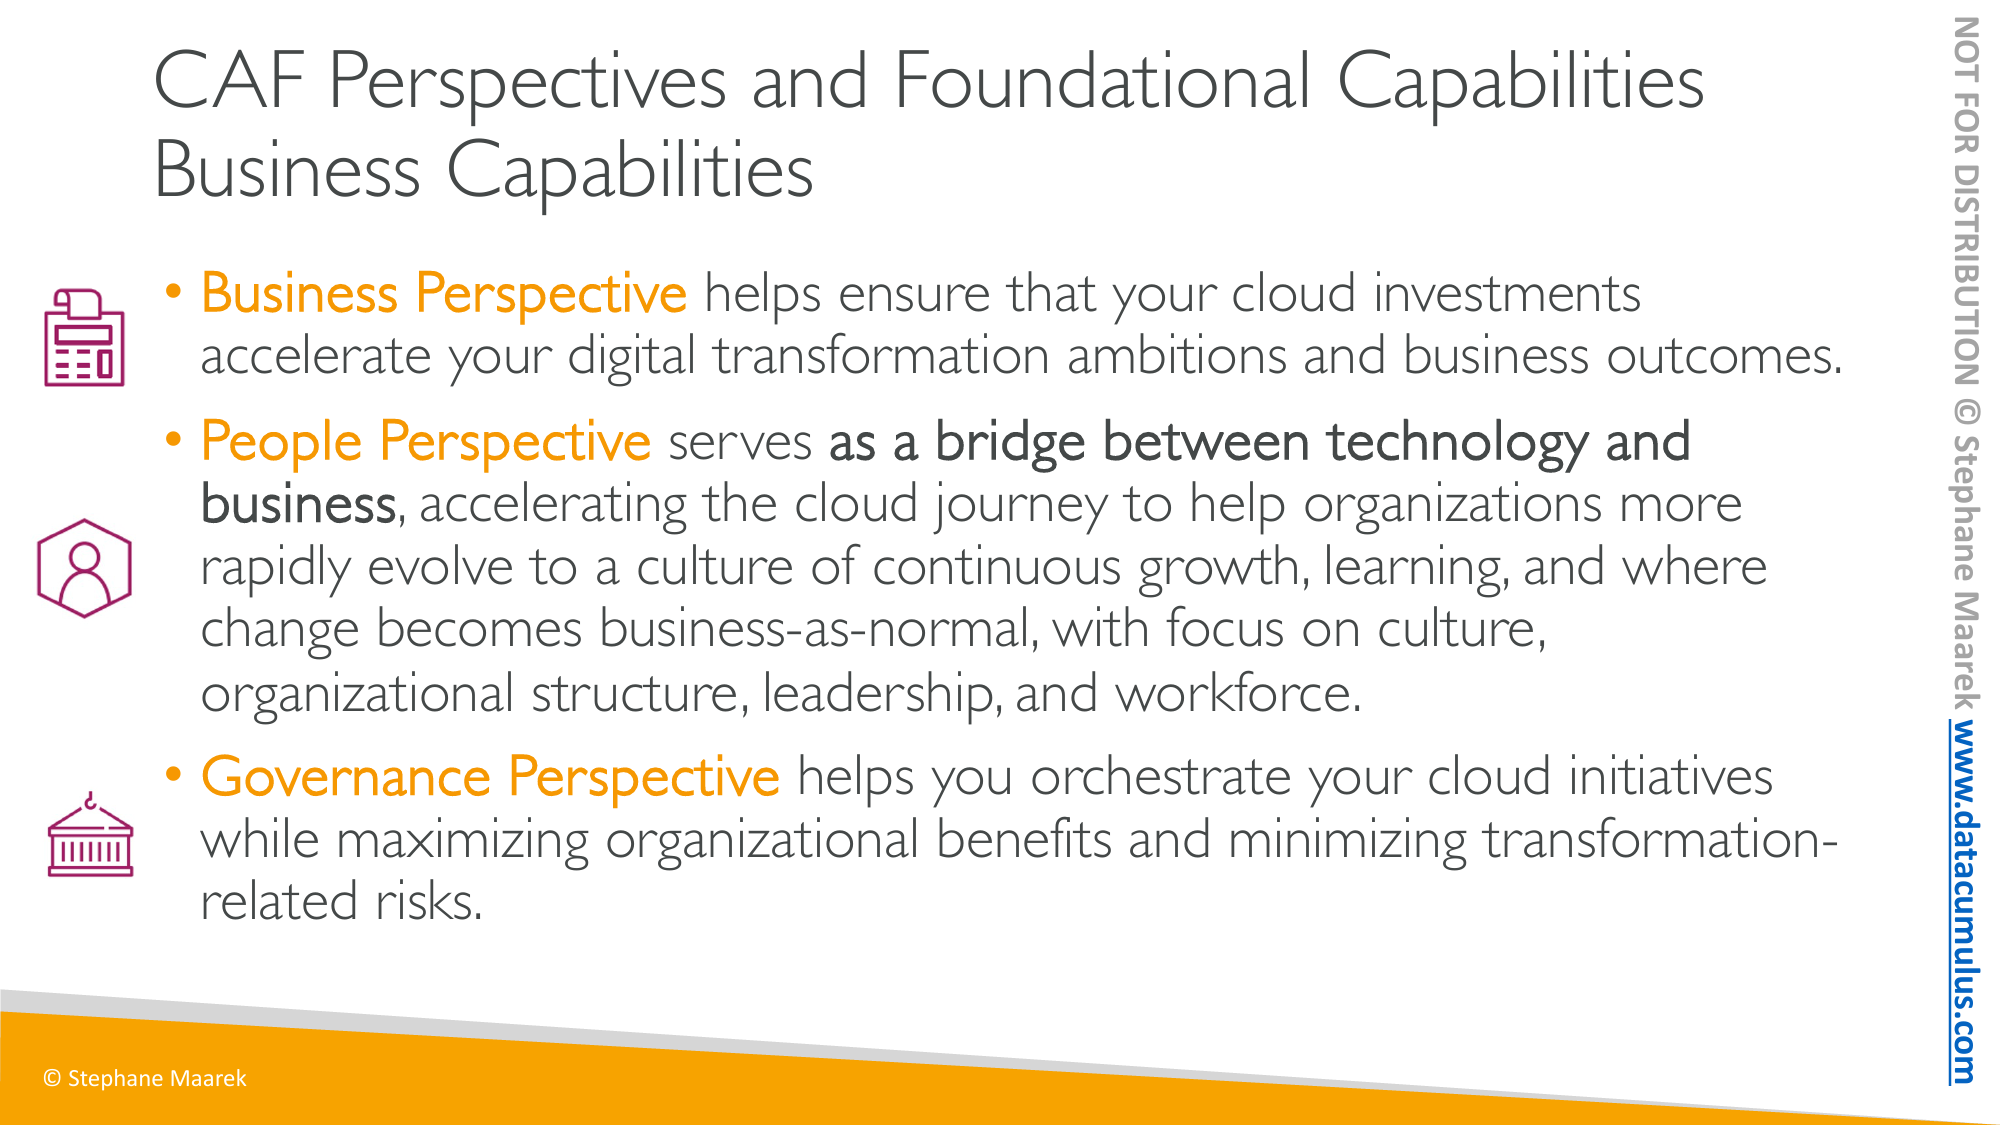 CAF Perspectives and Foundational Capabilities
Business Capabilities
• Business Perspective helps ensure that your cloud investments
accelerate your digital transformation ambitions and business outcomes.
• People Perspective serves as a bridge between technology and
business, accelerating the cloud journey to help organizations more
rapidly evolve to a culture of continuous growth, learning, and where
change becomes business-as-normal, with focus on culture,
organizational structure, leadership, and workforce.
• Governance Perspective helps you orchestrate your cloud initiatives
while maximizing organizational benefits and minimizing transformation-
related risks.
© Stephane Maarek
NOT FOR DISTRIBUTION © Stephane Maarek www.datacumulus.com